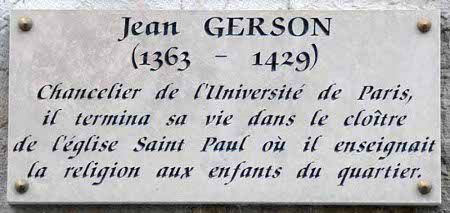 Jean GERSON
(1363 - 1429)
Chancelier de l'Université de Paris,
il termina sa vie dans le cloître
de l'église Saint Paul où il enseignait
la religion aux enfants du quartier.